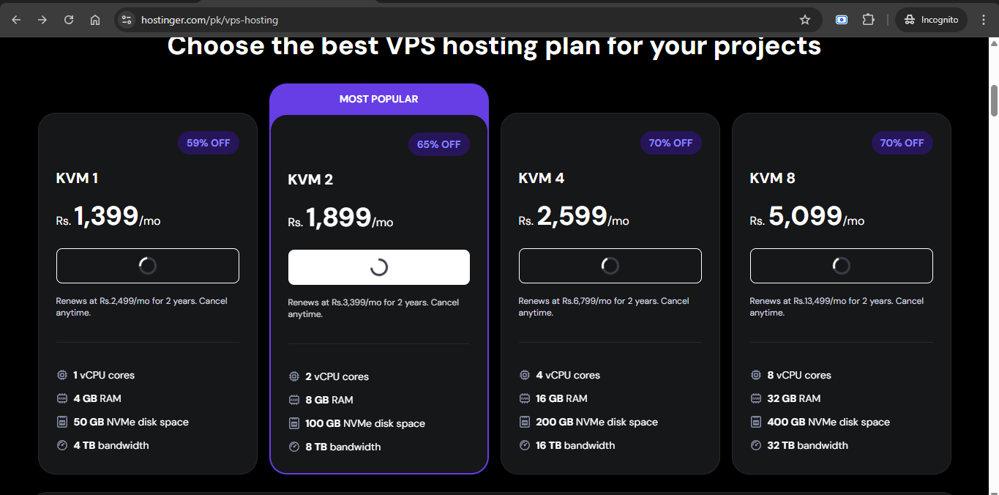 hostinger.com/pk/vps-hosting
Incognito
Choose the best VPS hosting plan for your projects
59% OFF
KVM 1
Rs. 1,399/mo
Renews at Rs.2,499/mo for 2 years. Cancel
anytime.
1 vCPU cores
4 GB RAM
50 GB NVMe disk space
4 TB bandwidth
MOST POPULAR
65% OFF
KVM 2
Rs. 1,899/mo
Renews at Rs.3,399/mo for 2 years. Cancel
anytime.
2 vCPU cores
8 GB RAM
100 GB NVMe disk space
8 TB bandwidth
70% OFF
KVM 4
Rs. 2,599/mo
Renews at Rs.6,799/mo for 2 years. Cancel
anytime.
4 vCPU cores
16 GB RAM
200 GB NVMe disk space
16 TB bandwidth
70% OFF
KVM 8
Rs. 5,099/mo
Renews at Rs.13,499/mo for 2 years. Cancel
anytime.
8 vCPU cores
32 GB RAM
400 GB NVMe disk space
32 TB bandwidth